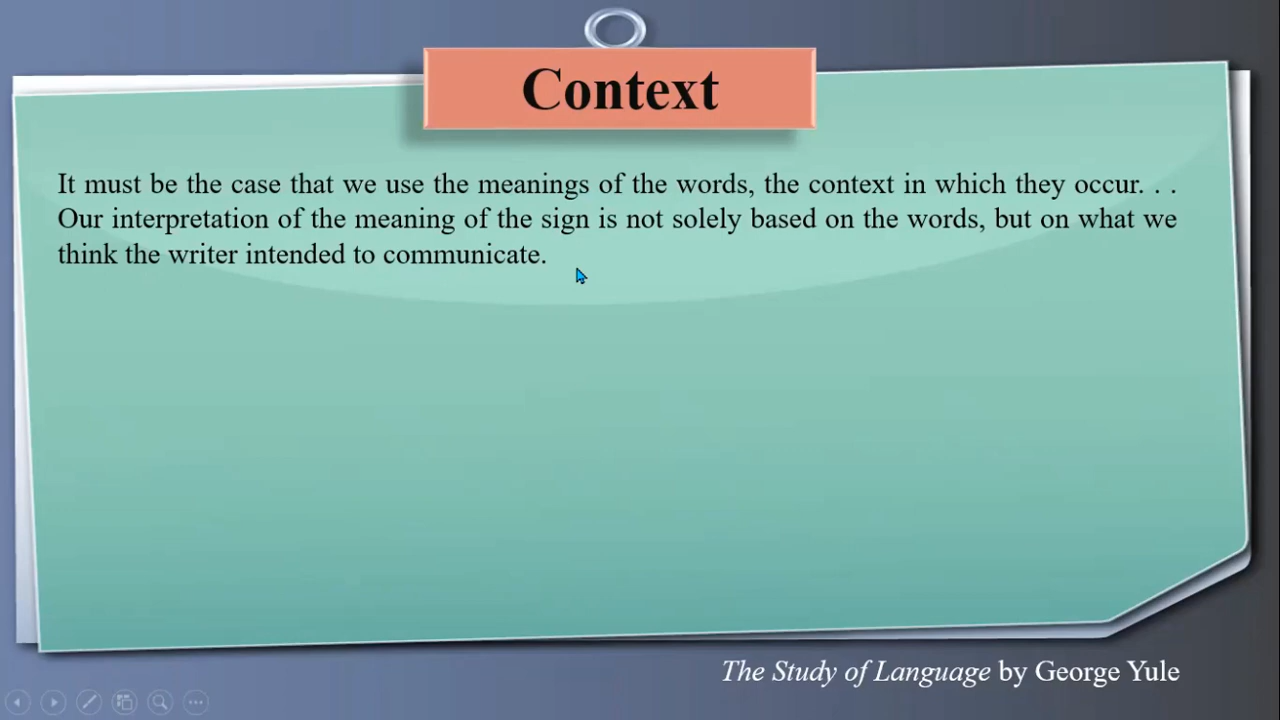 Context
It must be the case that we use the meanings of the words, the context in which they occur. . .
Our interpretation of the meaning of the sign is not solely based on the words, but on what we
think the writer intended to communicate.
The Study of Language by George Yule